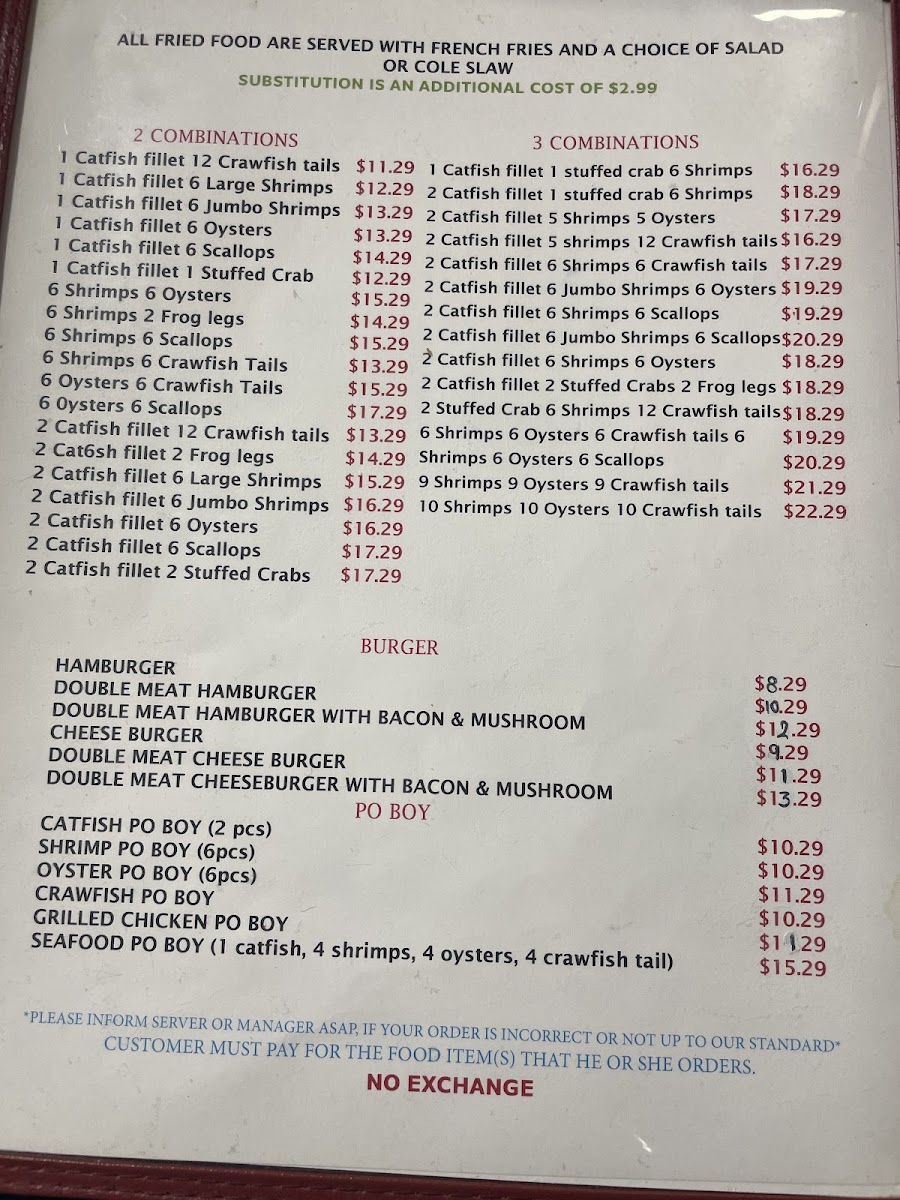 ALL FRIED FOOD ARE SERVED WITH FRENCH FRIES AND A CHOICE OF SALAD
OR COLE SLAW
SUBSTITUTION IS AN ADDITIONAL COST OF $2.99
2 COMBINATIONS
1 Catfish fillet 12 Crawfish tails $11.29
1 Catfish fillet 6 Large Shrimps $12.29
1 Catfish fillet 6 Jumbo Shrimps $13.29
1 Catfish fillet 6 Oysters $13.29
1 Catfish fillet 6 Scallops $14.29
1 Catfish fillet 1 Stuffed Crab $12.29
6 Shrimps 6 Oysters $15.29
6 Shrimps 2 Frog legs $14.29
6 Shrimps 6 Scallops $15.29
6 Shrimps 6 Crawfish Tails $13.29
6 Oysters 6 Crawfish Tails $15.29
6 Oysters 6 Scallops $17.29
2 Catfish fillet 12 Crawfish tails $13.29
2 Cat6sh fillet 2 Frog legs $14.29
2 Catfish fillet 6 Large Shrimps $15.29
2 Catfish fillet 6 Jumbo Shrimps $16.29
2 Catfish fillet 6 Oysters $16.29
2 Catfish fillet 6 Scallops $17.29
2 Catfish fillet 2 Stuffed Crabs $17.29
3 COMBINATIONS
1 Catfish fillet 1 stuffed crab 6 Shrimps $16.29
2 Catfish fillet 1 stuffed crab 6 Shrimps $18.29
2 Catfish fillet 5 Shrimps 5 Oysters $17.29
2 Catfish fillet 5 shrimps 12 Crawfish tails $16.29
2 Catfish fillet 6 Shrimps 6 Crawfish tails $17.29
2 Catfish fillet 6 Jumbo Shrimps 6 Oysters $19.29
2 Catfish fillet 6 Shrimps 6 Scallops $19.29
2 Catfish fillet 6 Jumbo Shrimps 6 Scallops $20.29
2 Catfish fillet 6 Shrimps 6 Oysters $18.29
2 Catfish fillet 2 Stuffed Crabs 2 Frog legs $18.29
2 Stuffed Crab 6 Shrimps 12 Crawfish tails $18.29
6 Shrimps 6 Oysters 6 Crawfish tails 6 $19.29
Shrimps 6 Oysters 6 Scallops $20.29
9 Shrimps 9 Oysters 9 Crawfish tails $21.29
10 Shrimps 10 Oysters 10 Crawfish tails $22.29
BURGER
HAMBURGER $8.29
DOUBLE MEAT HAMBURGER $10.29
DOUBLE MEAT HAMBURGER WITH BACON & MUSHROOM $12.29
CHEESE BURGER $9.29
DOUBLE MEAT CHEESE BURGER $11.29
DOUBLE MEAT CHEESEBURGER WITH BACON & MUSHROOM $13.29
PO BOY
CATFISH PO BOY (2 pcs) $10.29
SHRIMP PO BOY (6pcs) $10.29
OYSTER PO BOY (6pcs) $11.29
CRAWFISH PO BOY $10.29
GRILLED CHICKEN PO BOY $11.29
SEAFOOD PO BOY (1 catfish, 4 shrimps, 4 oysters, 4 crawfish tail) $15.29
*PLEASE INFORM SERVER OR MANAGER ASAP, IF YOUR ORDER IS INCORRECT OR NOT UP TO OUR STANDARD*
CUSTOMER MUST PAY FOR THE FOOD ITEM(S) THAT HE OR SHE ORDERS.
NO EXCHANGE